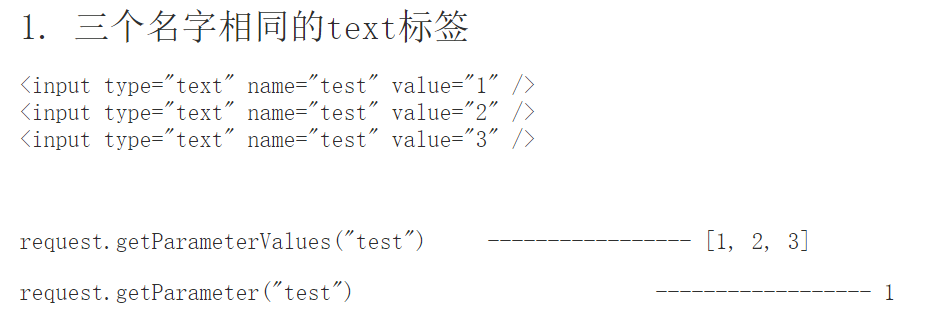 1. 三个名字相同的text标签
<input type="text" name="test" value="1" />
<input type="text" name="test" value="2" />
<input type="text" name="test" value="3" />
request.getParameterValues("test") ----------------- [1, 2, 3]
request.getParameter("test") ------------------ 1